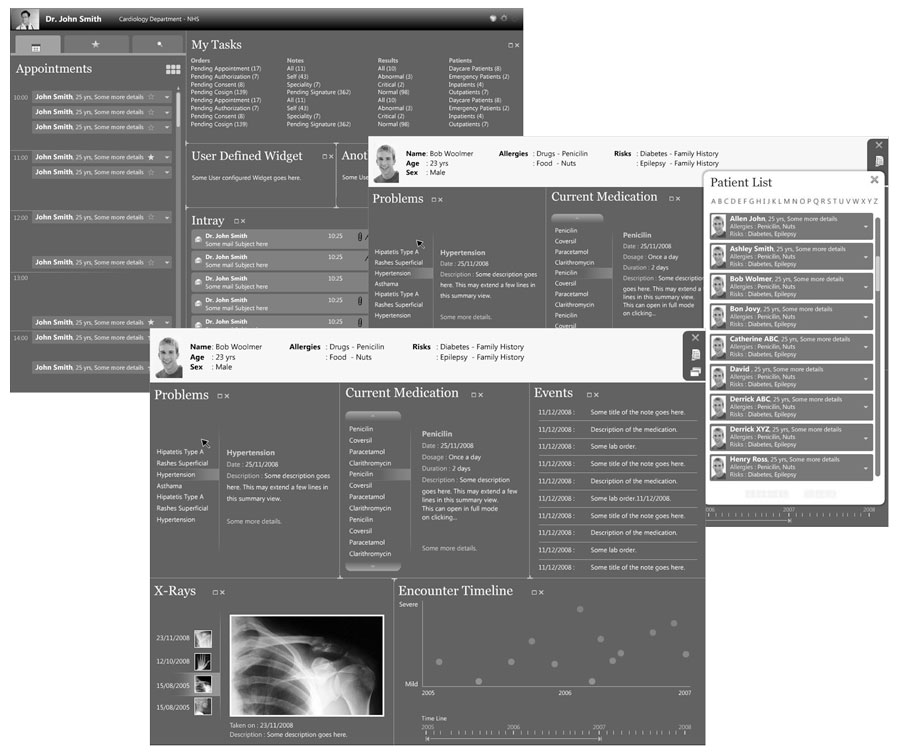 Dr. John Smith Cardiology Department - NHS
Appointments
10:00 John Smith, 25 yrs, Some more details
John Smith, 25 yrs, Some more details
John Smith, 25 yrs, Some more details
11:00 John Smith, 25 yrs, Some more details
John Smith, 25 yrs, Some more details
12:00 John Smith, 25 yrs, Some more details
John Smith, 25 yrs, Some more details
13:00
John Smith, 25 yrs, Some more details
14:00 John Smith, 25 yrs, Some more details
John Smith, 25 yrs, Some more details
My Tasks
Orders Notes Results Patients
Pending Appointment (17) All (11) All (10) Daycare Patients (8)
Pending Authorization (7) Self (43) Abnormal (3) Emergency Patients (2)
Pending Consent (8) Speciality (7) Critical (2) Inpatients (4)
Pending Cosign (139) Pending Signature (362) Normal (98) Outpatients (7)
Pending Appointment (17) All (11) All (10) Daycare Patients (8)
Pending Authorization (7) Self (43) Abnormal (3) Emergency Patients (2)
Pending Consent (8) Speciality (7) Critical (2) Inpatients (4)
Pending Cosign (139) Pending Signature (362) Normal (98) Outpatients (7)
User Defined Widget
Some User configured Widget goes here.
Anot
Some Us
Intray
Dr. John Smith 10:25
Some mail Subject here
Dr. John Smith 10:25
Some mail Subject here
Dr. John Smith 10:25
Some mail Subject here
Dr. John Smith 10:25
Some mail Subject here
Dr. John Smith 10:25
Name : Bob Woolmer Allergies : Drugs - Penicilin Risks : Diabetes - Family History
Age : 23 yrs : Food - Nuts : Epilepsy - Family History
Sex : Male
Problems
Hipatetis Type A
Rashes Superficial
Hypertension
Asthama
Hipatetis Type A
Rashes Superficial
Hypertension
Hypertension
Date : 25/11/2008
Description : Some description goes
here. This may extend a few lines in
this summary view.
Current Medication
Penicilin
Coversil
Paracetamol
Clarithromycin
Penicilin
Coversil
Paracetamol
Clarithromycin
Penicilin
Coversil
Penicilin
Date : 25/11/2008
Dosage : Once a day
Duration : 2 days
Description : Some description
goes here. This may extend a few
lines in this summary view.
This can open in full mode
on clicking...
Patient List
A B C D E F G H I J K L M N O P Q R S T U V W X Y Z
Allen John, 25 yrs, Some more details
Allergies : Penicilin, Nuts
Risks : Diabetes, Epilepsy
Ashley Smith, 25 yrs, Some more details
Allergies : Penicilin, Nuts
Risks : Diabetes, Epilepsy
Bob Wolmer, 25 yrs, Some more details
Allergies : Penicilin, Nuts
Risks : Diabetes, Epilepsy
Bon Jovy, 25 yrs, Some more details
Allergies : Penicilin, Nuts
Risks : Diabetes, Epilepsy
Catherine ABC, 25 yrs, Some more details
Allergies : Penicilin, Nuts
Risks : Diabetes, Epilepsy
David , 25 yrs, Some more details
Allergies : Penicilin, Nuts
Risks : Diabetes, Epilepsy
Derrick ABC, 25 yrs, Some more details
Allergies : Penicilin, Nuts
Risks : Diabetes, Epilepsy
Derrick XYZ, 25 yrs, Some more details
Allergies : Penicilin, Nuts
Risks : Diabetes, Epilepsy
Henry Ross, 25 yrs, Some more details
Allergies : Penicilin, Nuts
Risks : Diabetes, Epilepsy
2006 2007 2008
Name : Bob Woolmer Allergies : Drugs - Penicilin Risks : Diabetes - Family History
Age : 23 yrs : Food - Nuts : Epilepsy - Family History
Sex : Male
Problems
Hipatetis Type A
Rashes Superficial
Hypertension
Asthama
Hipatetis Type A
Rashes Superficial
Hypertension
Hypertension
Date : 25/11/2008
Description : Some description goes
here. This may extend a few lines in
this summary view.
Some more details.
Current Medication
Penicilin
Coversil
Paracetamol
Clarithromycin
Penicilin
Coversil
Paracetamol
Clarithromycin
Penicilin
Coversil
Paracetamol
Clarithromycin
Penicilin
Date : 25/11/2008
Dosage : Once a day
Duration : 2 days
Description : Some description
goes here. This may extend a few
lines in this summary view.
This can open in full mode
on clicking...
Some more details.
Events
11/12/2008 : Some title of the note goes here.
11/12/2008 : Description of the medication.
11/12/2008 : Some lab order.
11/12/2008 : Some title of the note goes here.
11/12/2008 : Description of the medication.
11/12/2008 : Some lab order.11/12/2008.
11/12/2008 : Some title of the note goes here.
11/12/2008 : Description of the medication.
11/12/2008 : Some lab order.
11/12/2008 : Some title of the note goes here.
X-Rays
23/11/2008
12/10/2008
15/08/2005
15/08/2005
Taken on : 23/11/2008
Description : Some description goes here.
Encounter Timeline
Severe
Mild
2005 2006 2007
Time Line
2005 2006 2007 2008